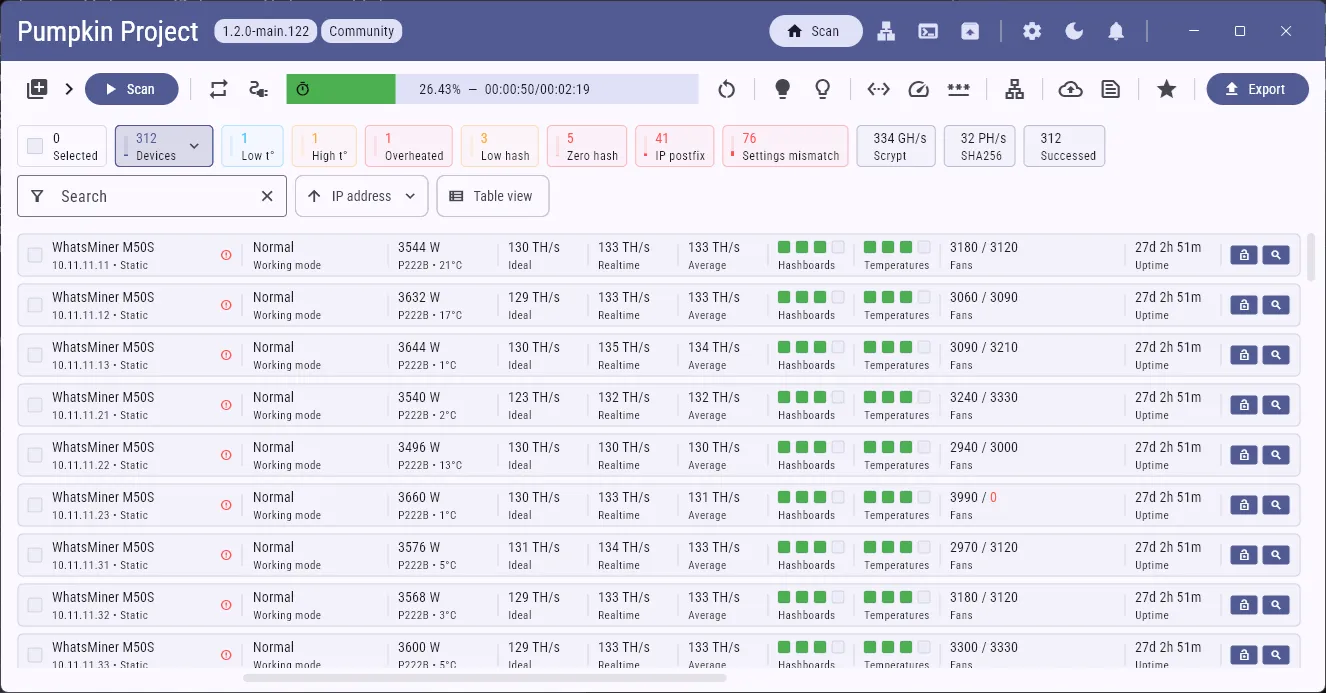 Pumpkin Project 1.2.0-main.122 Community Scan
Scan 26.43% — 00:00:50/00:02:19 Export
0 Selected
312 Devices
1 Low t°
1 High t°
1 Overheated
3 Low hash
5 Zero hash
41 IP postfix
76 Settings mismatch
334 GH/s Scrypt
32 PH/s SHA256
312 Successed
Search IP address Table view
WhatsMiner M50S Normal 3544 W 130 TH/s 133 TH/s 133 TH/s 3180 / 3120 27d 2h 51m
10.11.11.11 • Static Working mode P222B • 21°C Ideal Realtime Average Hashboards Temperatures Fans Uptime
WhatsMiner M50S Normal 3632 W 129 TH/s 133 TH/s 133 TH/s 3060 / 3090 27d 2h 51m
10.11.11.12 • Static Working mode P222B • 17°C Ideal Realtime Average Hashboards Temperatures Fans Uptime
WhatsMiner M50S Normal 3644 W 130 TH/s 135 TH/s 134 TH/s 3090 / 3210 27d 2h 51m
10.11.11.13 • Static Working mode P222B • 1°C Ideal Realtime Average Hashboards Temperatures Fans Uptime
WhatsMiner M50S Normal 3540 W 123 TH/s 132 TH/s 132 TH/s 3240 / 3330 27d 2h 51m
10.11.11.21 • Static Working mode P222B • 2°C Ideal Realtime Average Hashboards Temperatures Fans Uptime
WhatsMiner M50S Normal 3496 W 130 TH/s 130 TH/s 130 TH/s 2940 / 3000 27d 2h 51m
10.11.11.22 • Static Working mode P222B • 13°C Ideal Realtime Average Hashboards Temperatures Fans Uptime
WhatsMiner M50S Normal 3660 W 130 TH/s 133 TH/s 131 TH/s 3990 / 0 27d 2h 51m
10.11.11.23 • Static Working mode P222B • 1°C Ideal Realtime Average Hashboards Temperatures Fans Uptime
WhatsMiner M50S Normal 3576 W 131 TH/s 134 TH/s 133 TH/s 2970 / 3120 27d 2h 51m
10.11.11.31 • Static Working mode P222B • 5°C Ideal Realtime Average Hashboards Temperatures Fans Uptime
WhatsMiner M50S Normal 3568 W 129 TH/s 133 TH/s 133 TH/s 3180 / 3120 27d 2h 51m
10.11.11.32 • Static Working mode P222B • 3°C Ideal Realtime Average Hashboards Temperatures Fans Uptime
WhatsMiner M50S Normal 3600 W 129 TH/s 133 TH/s 133 TH/s 3300 / 3330 27d 2h 51m
10.11.11.33 • Static Working mode P222B • 5°C Ideal Realtime Average Hashboards Temperatures Fans Uptime